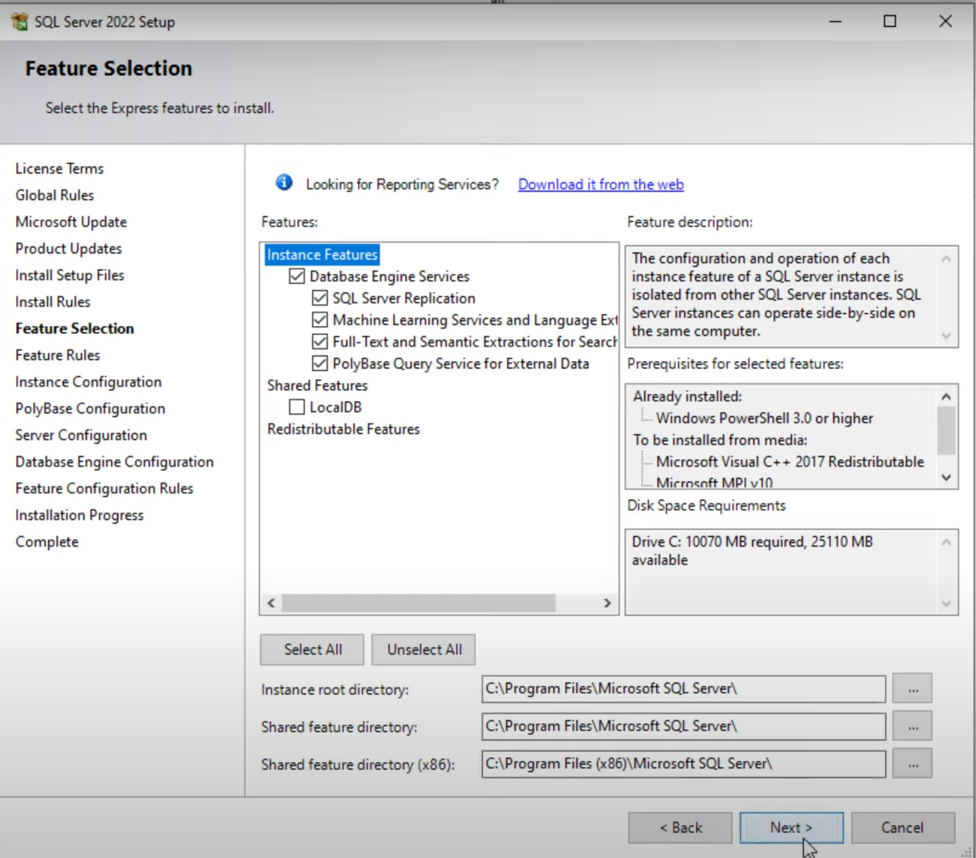 SQL Server 2022 Setup
Feature Selection
Select the Express features to install.
License Terms
Global Rules
Microsoft Update
Product Updates
Install Setup Files
Install Rules
Feature Selection
Feature Rules
Instance Configuration
PolyBase Configuration
Server Configuration
Database Engine Configuration
Feature Configuration Rules
Installation Progress
Complete
Looking for Reporting Services? Download it from the web
Features:
Instance Features
Database Engine Services
SQL Server Replication
Machine Learning Services and Language Ext
Full-Text and Semantic Extractions for Search
PolyBase Query Service for External Data
Shared Features
LocalDB
Redistributable Features
Feature description:
The configuration and operation of each
instance feature of a SQL Server instance is
isolated from other SQL Server instances. SQL
Server instances can operate side-by-side on
the same computer.
Prerequisites for selected features:
Already installed:
Windows PowerShell 3.0 or higher
To be installed from media:
Microsoft Visual C++ 2017 Redistributable
Microsoft MPI v10
Disk Space Requirements
Drive C: 10070 MB required, 25110 MB
available
Select All
Unselect All
Instance root directory: C:\Program Files\Microsoft SQL Server\ ...
Shared feature directory: C:\Program Files\Microsoft SQL Server\ ...
Shared feature directory (x86): C:\Program Files (x86)\Microsoft SQL Server\ ...
< Back
Next >
Cancel